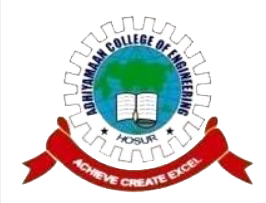 ADHIYAMAAN COLLEGE OF ENGINEERING
★ HOSUR ★
ACHIEVE CREATE EXCEL